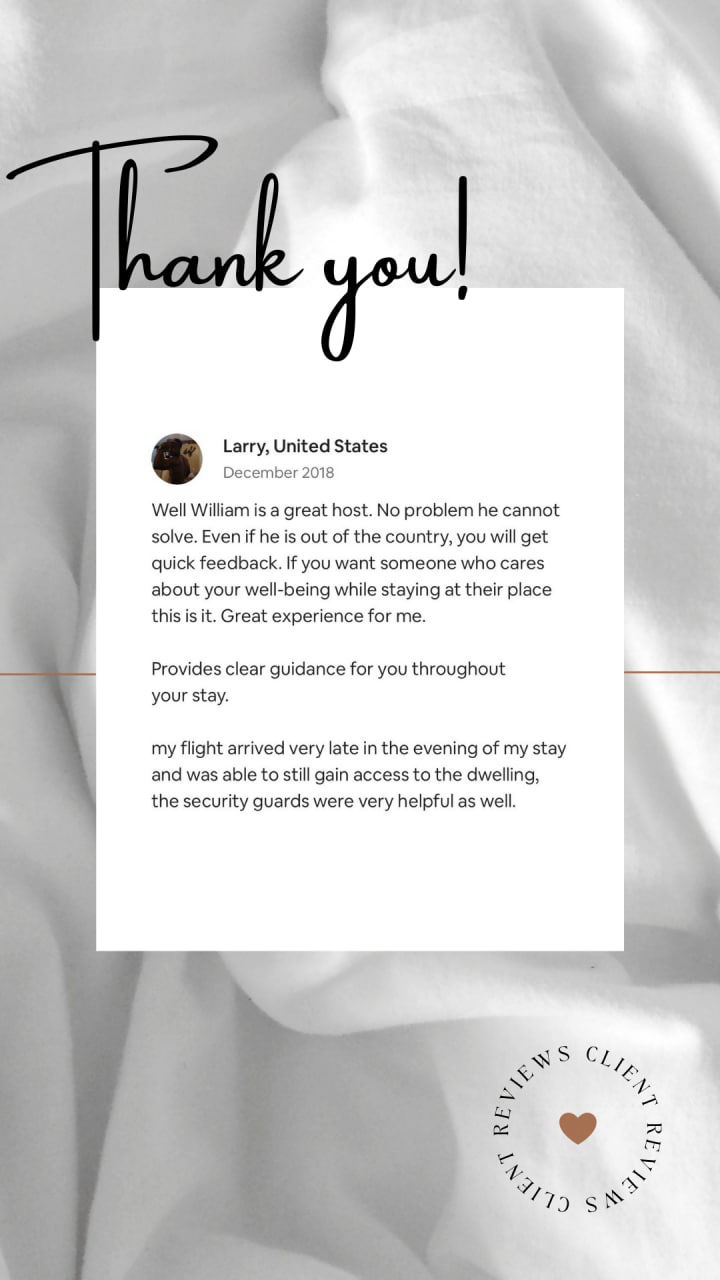 Thank you!
Larry, United States
December 2018
Well William is a great host. No problem he cannot
solve. Even if he is out of the country, you will get
quick feedback. If you want someone who cares
about your well-being while staying at their place
this is it. Great experience for me.
Provides clear guidance for you throughout
your stay.
my flight arrived very late in the evening of my stay
and was able to still gain access to the dwelling,
the security guards were very helpful as well.
CLIENT REVIEWS CLIENT REVIEWS